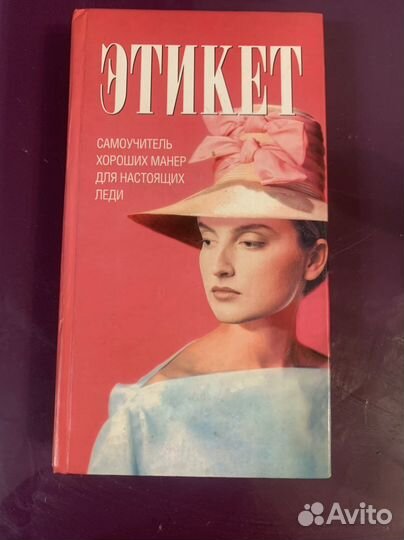 ЭТИКЕТ
САМОУЧИТЕЛЬ
ХОРОШИХ МАНЕР
ДЛЯ НАСТОЯЩИХ
ЛЕДИ
Avito